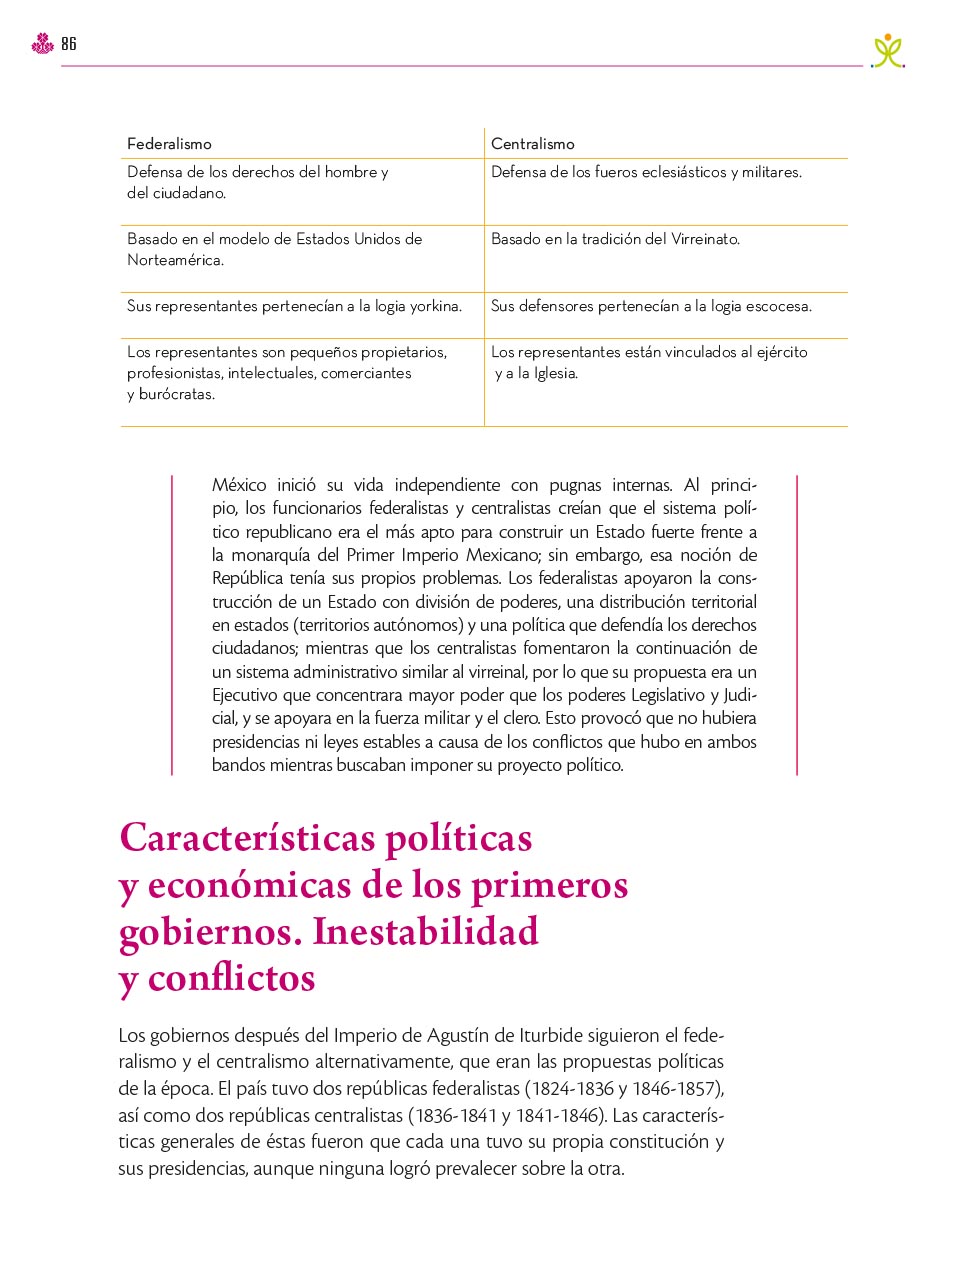 86
Federalismo
Centralismo
Defensa de los derechos del hombre y
del ciudadano.
Defensa de los fueros eclesiásticos y militares.
Basado en el modelo de Estados Unidos de
Norteamérica.
Basado en la tradición del Virreinato.
Sus representantes pertenecían a la logia yorkina.
Sus defensores pertenecían a la logia escocesa.
Los representantes son pequeños propietarios,
profesionistas, intelectuales, comerciantes
y burócratas.
Los representantes están vinculados al ejército
y a la Iglesia.
México inició su vida independiente con pugnas internas. Al princi-
pio, los funcionarios federalistas y centralistas creían que el sistema polí-
tico republicano era el más apto para construir un Estado fuerte frente a
la monarquía del Primer Imperio Mexicano; sin embargo, esa noción de
República tenía sus propios problemas. Los federalistas apoyaron la cons-
trucción de un Estado con división de poderes, una distribución territorial
en estados (territorios autónomos) y una política que defendía los derechos
ciudadanos; mientras que los centralistas fomentaron la continuación de
un sistema administrativo similar al virreinal, por lo que su propuesta era un
Ejecutivo que concentrara mayor poder que los poderes Legislativo y Judi-
cial, y se apoyara en la fuerza militar y el clero. Esto provocó que no hubiera
presidencias ni leyes estables a causa de los conflictos que hubo en ambos
bandos mientras buscaban imponer su proyecto político.
Características políticas
y económicas de los primeros
gobiernos. Inestabilidad
y conflictos
Los gobiernos después del Imperio de Agustín de Iturbide siguieron el fede-
ralismo y el centralismo alternativamente, que eran las propuestas políticas
de la época. El país tuvo dos repúblicas federalistas (1824-1836 y 1846-1857),
así como dos repúblicas centralistas (1836-1841 y 1841-1846). Las caracterís-
ticas generales de éstas fueron que cada una tuvo su propia constitución y
sus presidencias, aunque ninguna logró prevalecer sobre la otra.